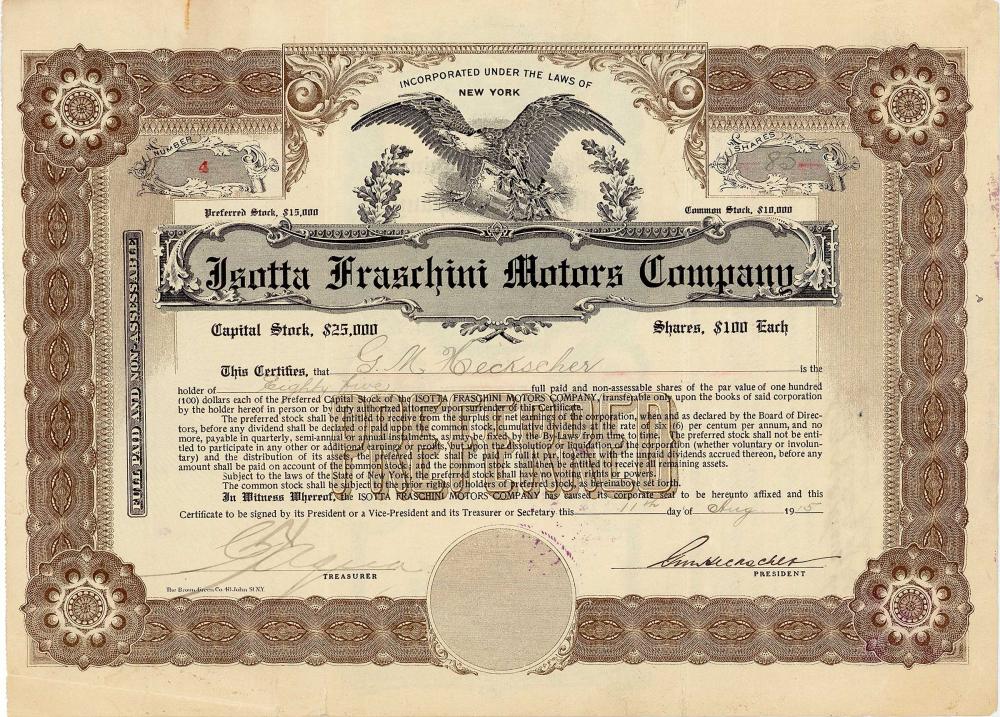 INCORPORATED UNDER THE LAWS OF
NEW YORK
NUMBER
4
SHARES
85
Preferred Stock, $15,000
Common Stock, $10,000
Isotta Fraschini Motors Company
Capital Stock, $25,000
Shares, $100 Each
FULL PAID AND NON-ASSESSABLE
This Certifies, that G. M. Heckscher is the
holder of Eighty five full paid and non-assessable shares of the par value of one hundred
(100) dollars each of the Preferred Capital Stock of the ISOTTA FRASCHINI MOTORS COMPANY, transferable upon the books of said corporation
by the holder hereof in person or by duly authorized attorney on surrender of this certificate.
The preferred stock shall be entitled to receive from the surplus or net earnings of the corporation, when and as declared by the Board of Direc-
tors, before any dividend shall be declared on the common stock, cumulative dividends at the rate of six (6) per centum per annum, and no
more, payable in quarterly, semi-annual or annual instalments, as may be fixed by the By-laws from time to time. The preferred stock shall not be enti-
tled to participate in any other or additional earnings or profits, but upon the dissolution or liquidation of the corporation (whether voluntary or involun-
tary) and the distribution of its assets, the preferred stock shall be entitled to payment in full at par, together with dividends accrued thereon, before any
amount shall be paid on account of the common stock, and the common stock shall then be entitled to receive all remaining assets.
Subject to the laws of the State of New York, the preferred stock shall have no voting rights or powers.
The common stock shall be subject to the prior rights of holders of preferred stock, as hereinabove set forth.
In Witness Whereof, the ISOTTA FRASCHINI MOTORS COMPANY has caused its corporate seal to be hereunto affixed and this
Certificate to be signed by its President or a Vice-President and its Treasurer or Secretary this 11th day of Aug 1915
PREFERRED
TREASURER
GM Heckscher
PRESIDENT
The Broun-Green Co. 48 John St. N.Y.